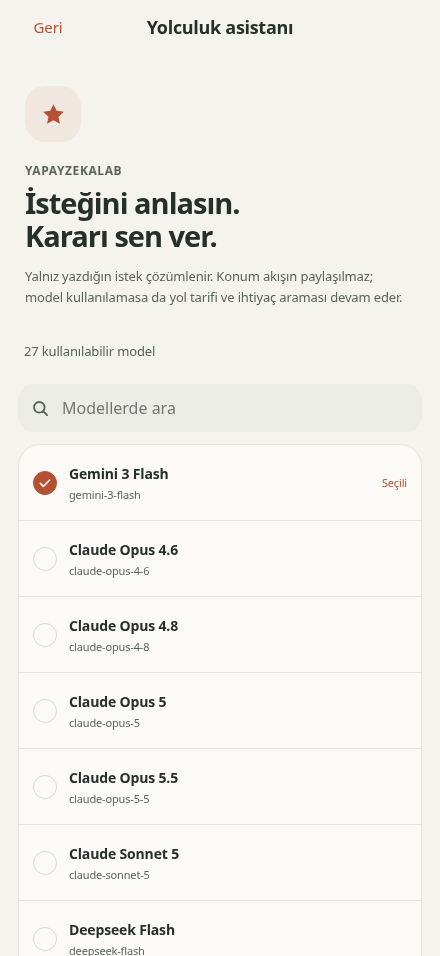 Geri
Yolculuk asistanı
YAPAYZEKALAB
İsteğini anlasın.
Kararı sen ver.
Yalnız yazdığın istek çözümlenir. Konum akışın paylaşılmaz;
model kullanılamasa da yol tarifi ve ihtiyaç araması devam eder.
27 kullanılabilir model
Modellerde ara
Gemini 3 Flash
gemini-3-flash
Seçili
Claude Opus 4.6
claude-opus-4-6
Claude Opus 4.8
claude-opus-4-8
Claude Opus 5
claude-opus-5
Claude Opus 5.5
claude-opus-5-5
Claude Sonnet 5
claude-sonnet-5
Deepseek Flash
deepseek-flash